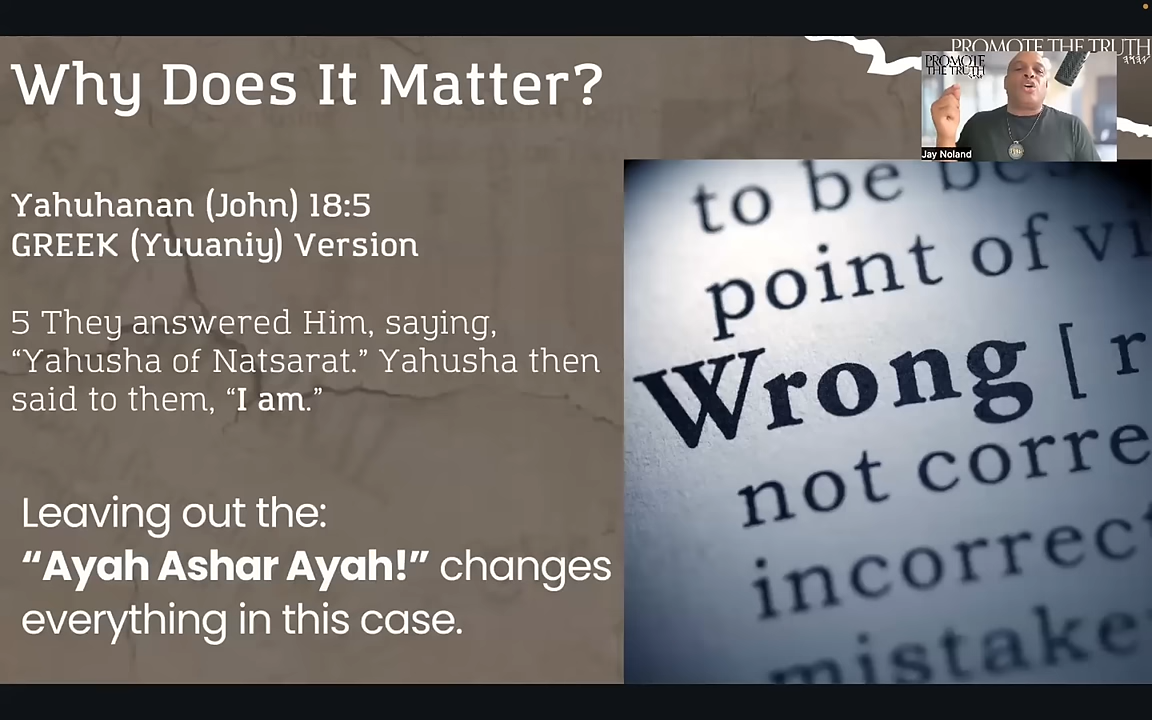 Why Does It Matter?
PROMOTE THE TRUTH
PROMOTE
THE TRUTH
Jay Noland
Yahuhanan (John) 18:5
GREEK (Yuuaniy) Version
5 They answered Him, saying,
“Yahusha of Natsarat.” Yahusha then
said to them, “I am.”
Leaving out the:
“Ayah Ashar Ayah!” changes
everything in this case.
to be
point of vi
Wrong [ r
not corre
incorrect
mistake